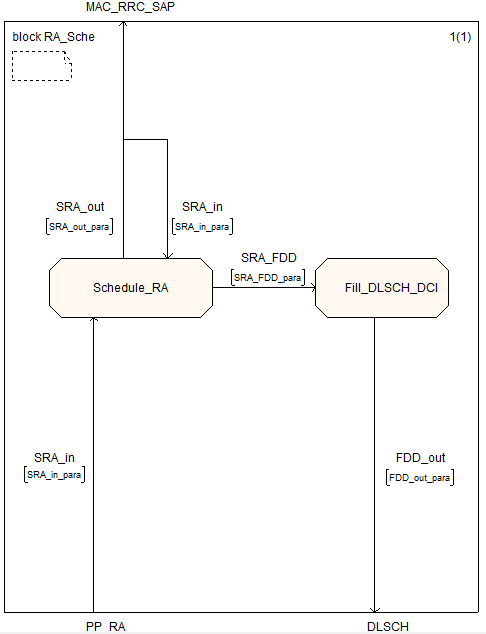 MAC_RRC_SAP
block RA_Sche
1(1)
SRA_out
[SRA_out_para]
SRA_in
[SRA_in_para]
SRA_FDD
[SRA_FDD_para]
Schedule_RA
Fill_DLSCH_DCI
SRA_in
[SRA_in_para]
FDD_out
[FDD_out_para]
PP_RA
DLSCH